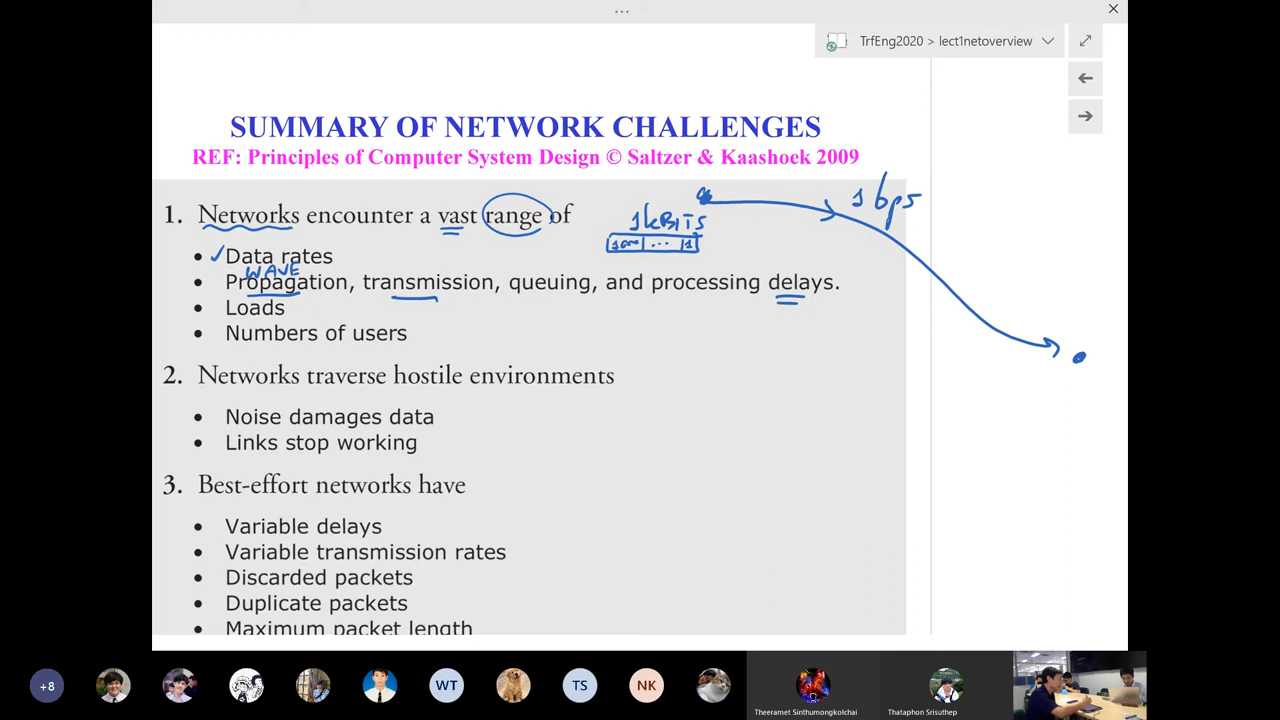 TrfEng2020 > lect1netoverview
SUMMARY OF NETWORK CHALLENGES
REF: Principles of Computer System Design © Saltzer & Kaashoek 2009
1 bps
1. Networks encounter a vast range of
1kBITS
... 1
• Data rates
WAVE
• Propagation, transmission, queuing, and processing delays.
• Loads
• Numbers of users
2. Networks traverse hostile environments
• Noise damages data
• Links stop working
3. Best-effort networks have
• Variable delays
• Variable transmission rates
• Discarded packets
• Duplicate packets
• Maximum packet length
+8
WT
TS
NK
Theeramet Sinthumongkolchai
Thataphon Srisuthep